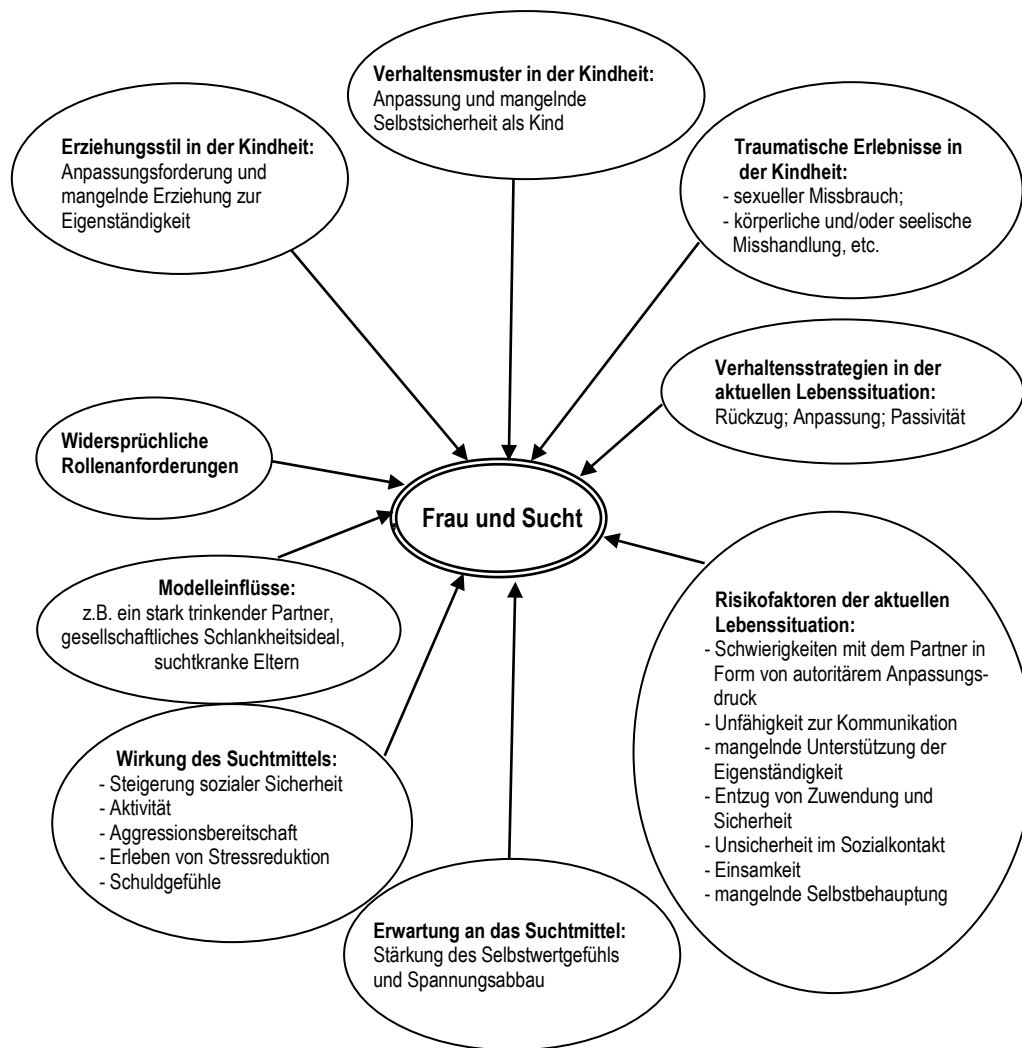 Verhaltensmuster in der Kindheit:
Anpassung und mangelnde
Selbstsicherheit als Kind
Erziehungsstil in der Kindheit:
Anpassungsforderung und
mangelnde Erziehung zur
Eigenständigkeit
Traumatische Erlebnisse in
der Kindheit:
- sexueller Missbrauch;
- körperliche und/oder seelische
Misshandlung, etc.
Verhaltensstrategien in der
aktuellen Lebenssituation:
Rückzug; Anpassung; Passivität
Widersprüchliche
Rollenanforderungen
Frau und Sucht
Modelleinflüsse:
z.B. ein stark trinkender Partner,
gesellschaftliches Schlankheitsideal,
suchtkranke Eltern
Risikofaktoren der aktuellen
Lebenssituation:
- Schwierigkeiten mit dem Partner in
Form von autoritärem Anpassungs-
druck
- Unfähigkeit zur Kommunikation
- mangelnde Unterstützung der
Eigenständigkeit
- Entzug von Zuwendung und
Sicherheit
- Unsicherheit im Sozialkontakt
- Einsamkeit
- mangelnde Selbstbehauptung
Wirkung des Suchtmittels:
- Steigerung sozialer Sicherheit
- Aktivität
- Aggressionsbereitschaft
- Erleben von Stressreduktion
- Schuldgefühle
Erwartung an das Suchtmittel:
Stärkung des Selbstwertgefühls
und Spannungsabbau